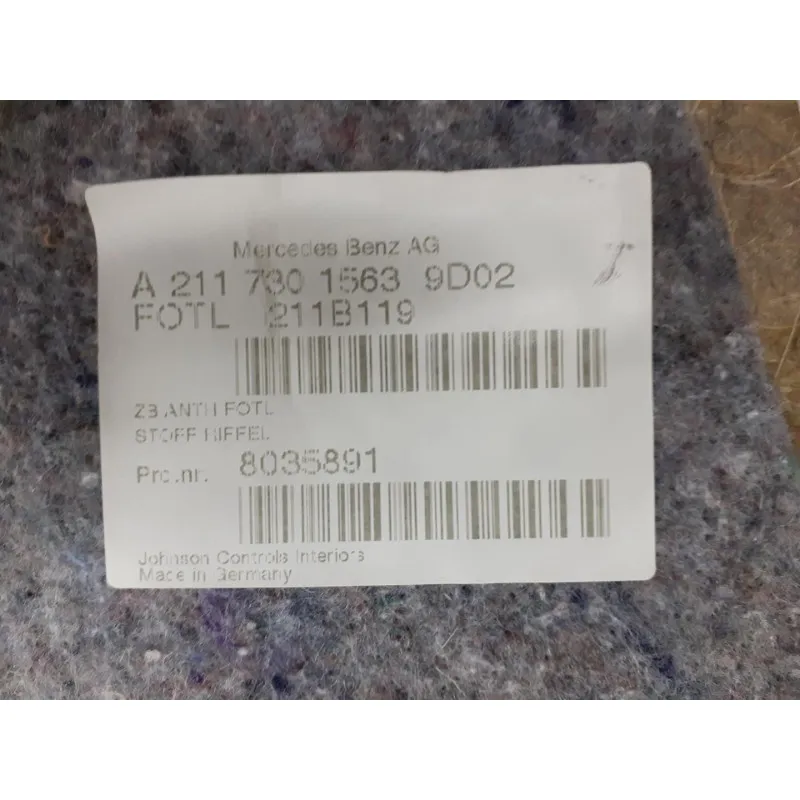 Mercedes Benz AG
A 211 730 1563 9D02
FOTL 211B119
ZB ANTH FOTL
STOFF RIFFEL
Pro.nr. 8035891
Johnson Controls Interiors
Made in Germany